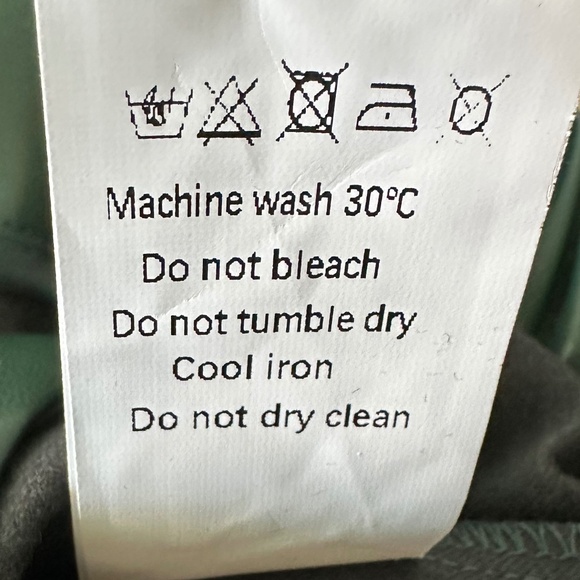 Machine wash 30°C
Do not bleach
Do not tumble dry
Cool iron
Do not dry clean